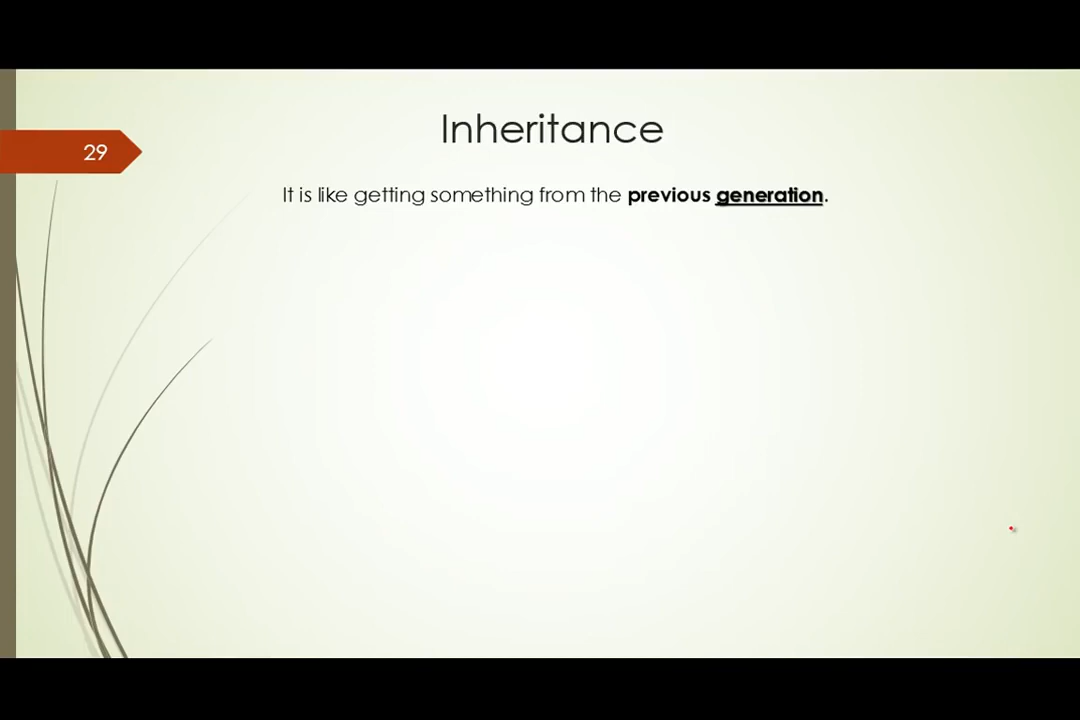 Inheritance
29
It is like getting something from the previous generation.